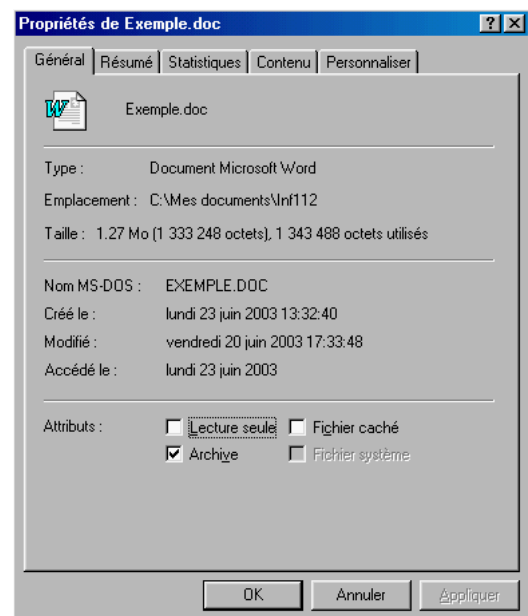 Propriétés de Exemple.doc
Général Résumé Statistiques Contenu Personnaliser
Exemple.doc
Type : Document Microsoft Word
Emplacement : C:\Mes documents\Inf112
Taille : 1.27 Mo (1 333 248 octets), 1 343 488 octets utilisés
Nom MS-DOS : EXEMPLE.DOC
Créé le : lundi 23 juin 2003 13:32:40
Modifié : vendredi 20 juin 2003 17:33:48
Accédé le : lundi 23 juin 2003
Attributs : Lecture seule Fichier caché
Archive Fichier système
OK Annuler Appliquer